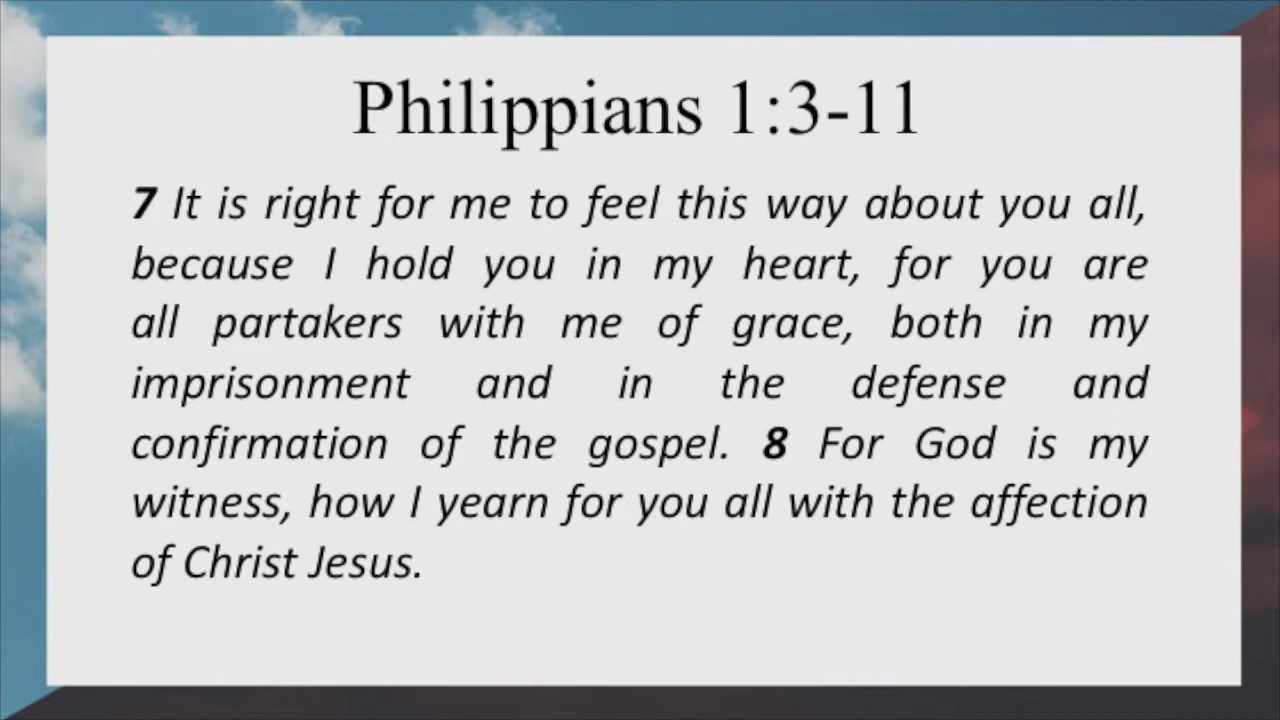 Philippians 1:3-11
7 It is right for me to feel this way about you all,
because I hold you in my heart, for you are
all partakers with me of grace, both in my
imprisonment and in the defense and
confirmation of the gospel. 8 For God is my
witness, how I yearn for you all with the affection
of Christ Jesus.